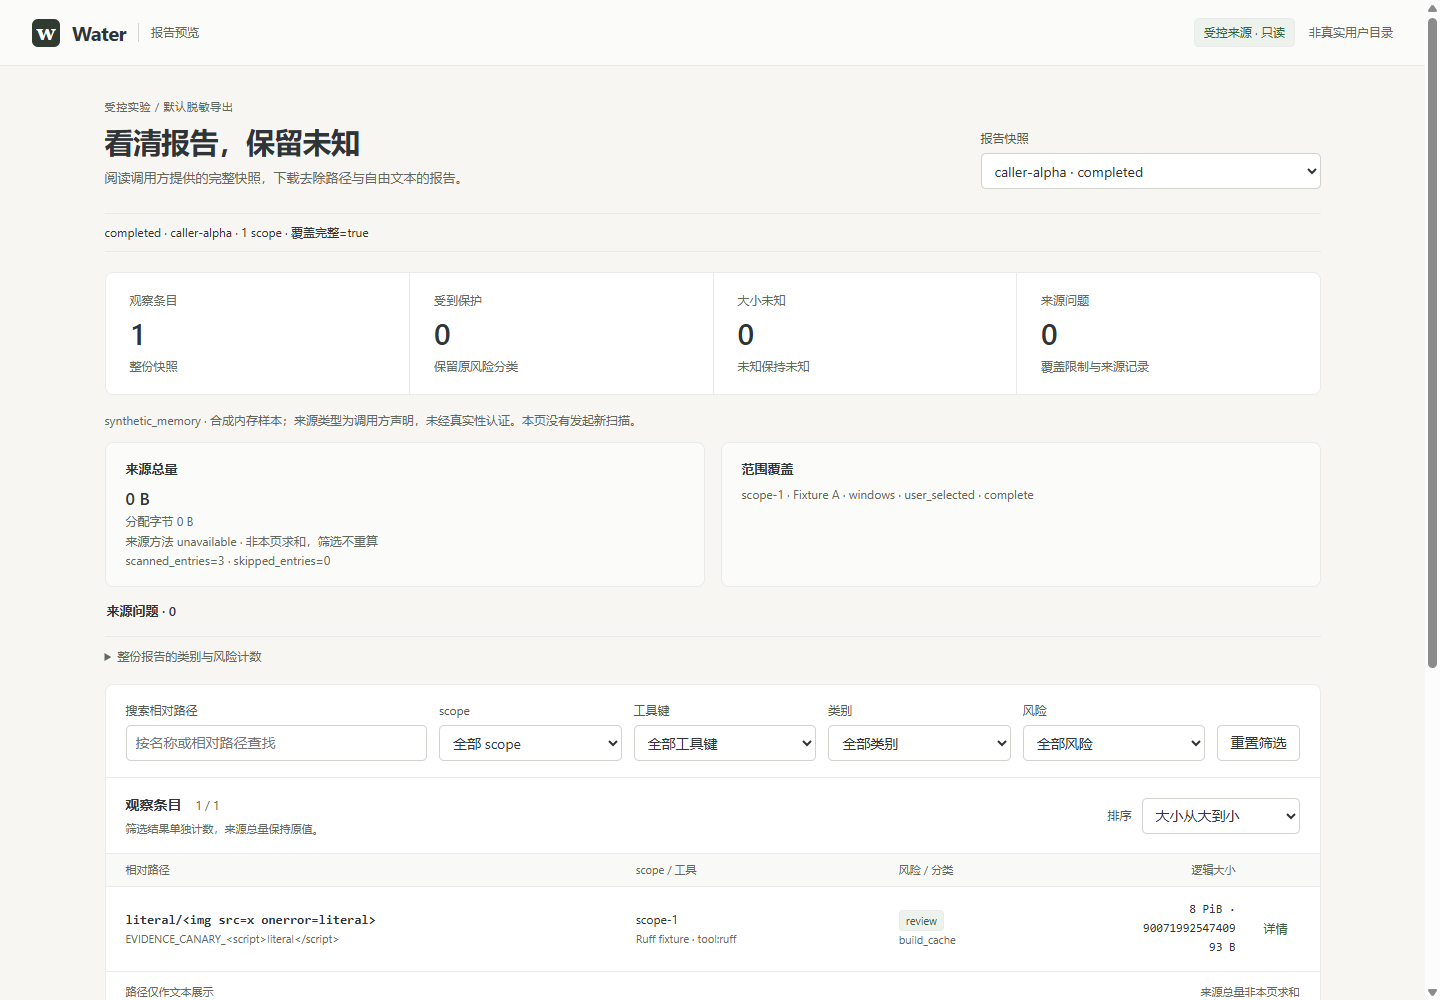 w Water 报告预览
受控来源 · 只读 非真实用户目录
受控实验 / 默认脱敏导出
看清报告，保留未知
阅读调用方提供的完整快照，下载去除路径与自由文本的报告。
报告快照
caller-alpha · completed
completed · caller-alpha · 1 scope · 覆盖完整=true
观察条目
1
整份快照
受到保护
0
保留原风险分类
大小未知
0
未知保持未知
来源问题
0
覆盖限制与来源记录
synthetic_memory · 合成内存样本；来源类型为调用方声明，未经真实性认证。本页没有发起新扫描。
来源总量
0 B
分配字节 0 B
来源方法 unavailable · 非本页求和，筛选不重算
scanned_entries=3 · skipped_entries=0
范围覆盖
scope-1 · Fixture A · windows · user_selected · complete
来源问题 · 0
整份报告的类别与风险计数
搜索相对路径 scope 工具键 类别 风险
按名称或相对路径查找 全部 scope 全部工具键 全部类别 全部风险 重置筛选
观察条目 1 / 1
筛选结果单独计数，来源总量保持原值。
排序 大小从大到小
相对路径 scope / 工具 风险 / 分类 逻辑大小
literal/<img src=x onerror=literal>
EVIDENCE_CANARY_<script>literal</script>
scope-1
Ruff fixture · tool:ruff
review
build_cache
8 PiB ·
90071992547409
93 B
详情
路径仅作文本展示 来源总量非本页求和